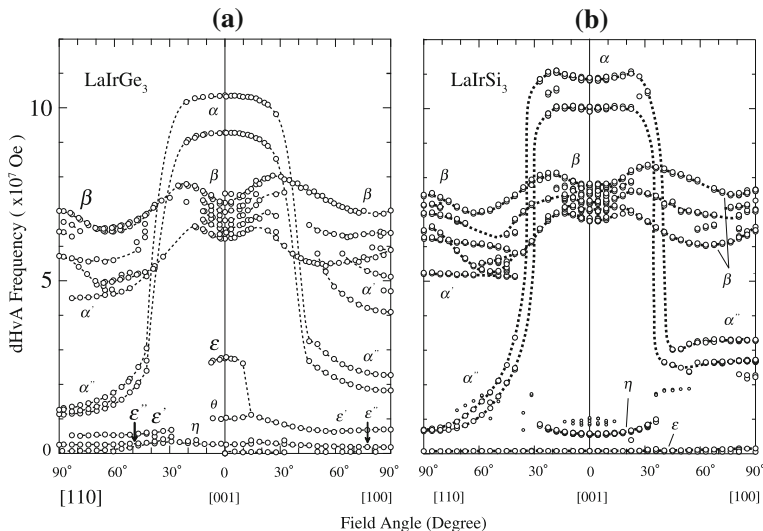 (a)
(b)
LaIrGe3
LaIrSi3
dHvA Frequency ( x10⁷ Oe)
10
5
0
α
β
β
β
α'
α'
α''
α''
ε
θ
ε''
ε'
η
ε'
ε''
α
β
β
β
β
α'
α''
α''
η
ε
90°
60°
30°
0
30°
60°
90°
90°
60°
30°
0
30°
60°
90°
[110]
[001]
[100]
[110]
[001]
[100]
Field Angle (Degree)